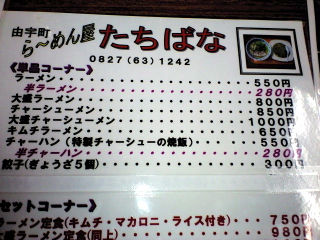 由宇町
ら～めん屋 たちばな
0827(63)1242
《単品コーナー》
ラーメン・・・・・・・・・・・・・550円
半ラーメン・・・・・・・・・・・280円
大盛ラーメン・・・・・・・・・・・800円
チャーシューメン・・・・・・・・・850円
大盛チャーシューメン・・・・・・・1000円
キムチラーメン・・・・・・・・・・650円
チャーハン（特製チャーシューの焼飯）・・・550円
半チャーハン・・・・・・・・・・280円
餃子(ぎょうざ5個)・・・・・・・・300円
セットコーナー》
ラーメン定食(キムチ・マカロニ・ライス付き)・・・750円
ラーメン定食(同上)・・・・・・・980円